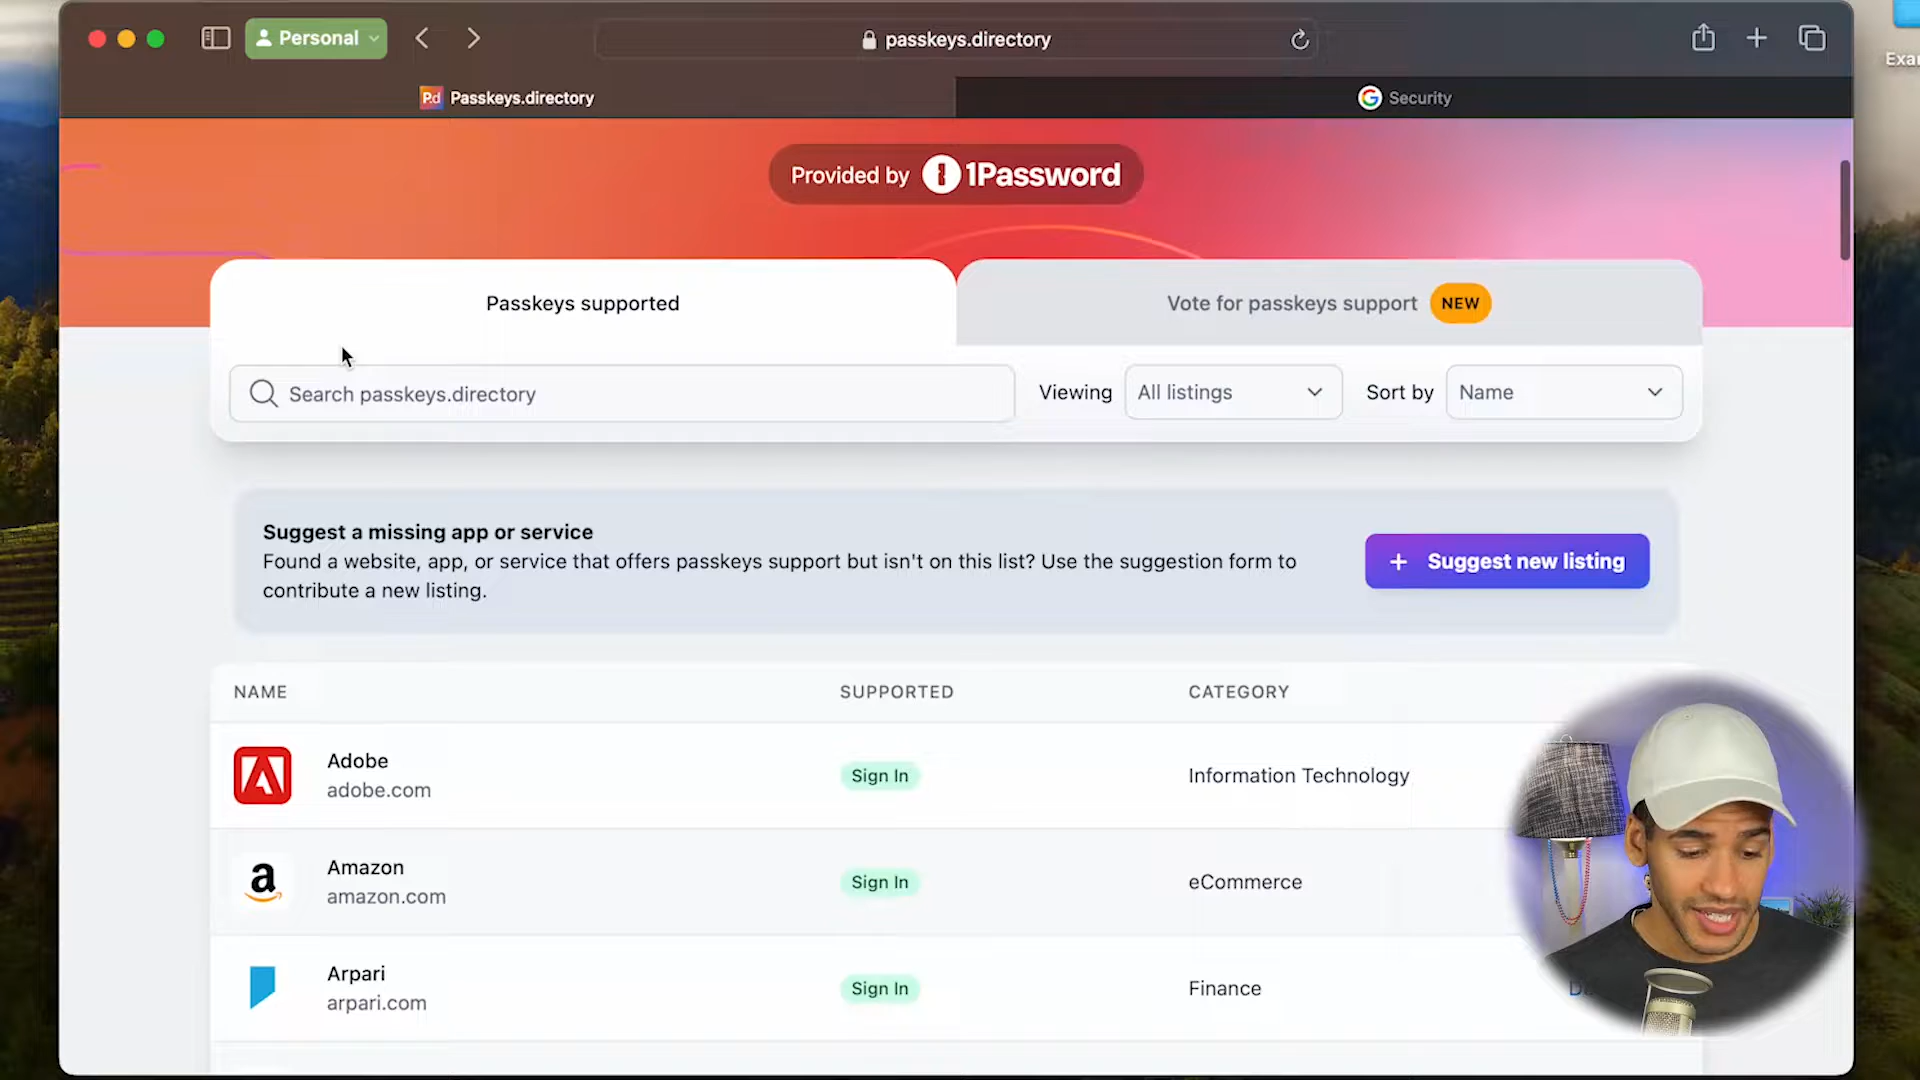 Personal
passkeys.directory
Exa
Pd Passkeys.directory
Security
Provided by 1Password
Passkeys supported
Vote for passkeys support NEW
Search passkeys.directory
Viewing All listings
Sort by Name
Suggest a missing app or service
Found a website, app, or service that offers passkeys support but isn't on this list? Use the suggestion form to
contribute a new listing.
+ Suggest new listing
NAME SUPPORTED CATEGORY
Adobe
adobe.com
Sign In
Information Technology
Amazon
amazon.com
Sign In
eCommerce
Arpari
arpari.com
Sign In
Finance